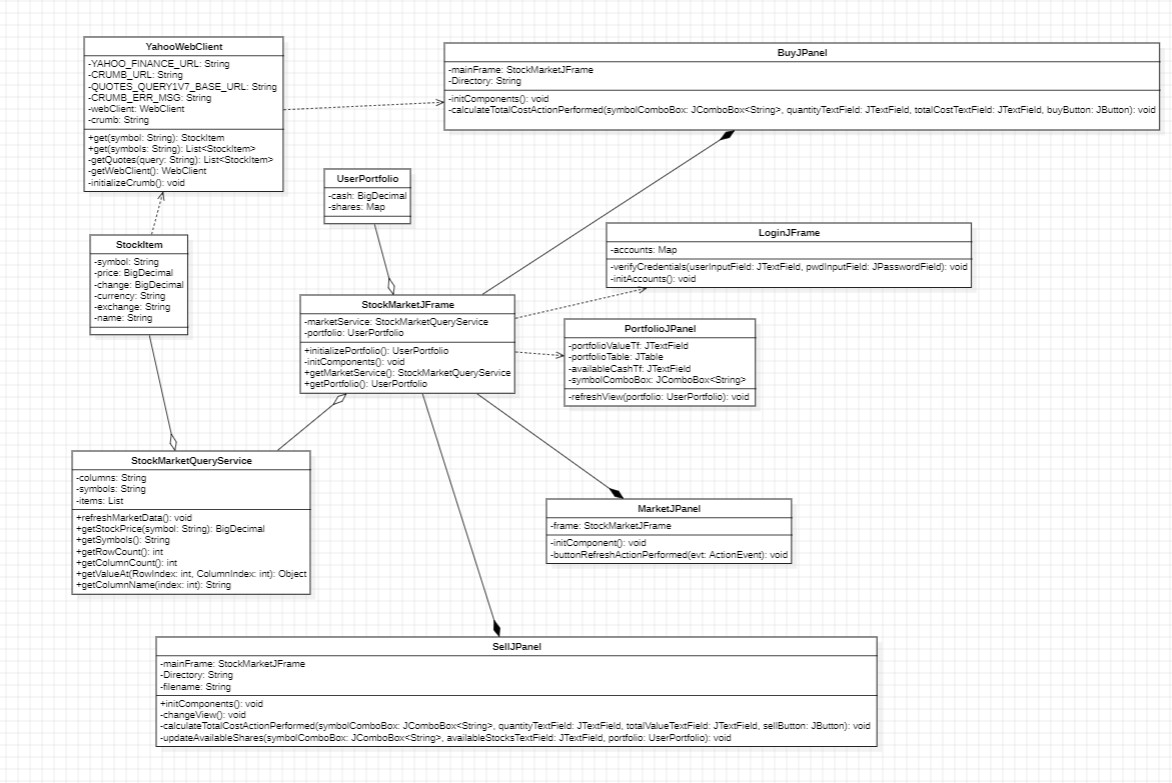 YahooWebClient
-YAHOO_FINANCE_URL: String
-CRUMB_URL: String
-QUOTES_QUERY1V7_BASE_URL: String
-CRUMB_ERR_MSG: String
-webClient: WebClient
-crumb: String
+get(symbol: String): StockItem
+get(symbols: String): List<StockItem>
-getQuotes(query: String): List<StockItem>
-getWebClient(): WebClient
-initializeCrumb(): void
BuyJPanel
-mainFrame: StockMarketJFrame
-Directory: String
-initComponents(): void
-calculateTotalCostActionPerformed(symbolComboBox: JComboBox<String>, quantityTextField: JTextField, totalCostTextField: JTextField, buyButton: JButton): void
UserPortfolio
-cash: BigDecimal
-shares: Map
LoginJFrame
-accounts: Map
-verifyCredentials(userInputField: JTextField, pwdInputField: JPasswordField): void
-initAccounts(): void
StockItem
-symbol: String
-price: BigDecimal
-change: BigDecimal
-currency: String
-exchange: String
-name: String
StockMarketJFrame
-marketService: StockMarketQueryService
-portfolio: UserPortfolio
+initializePortfolio(): UserPortfolio
-initComponents(): void
+getMarketService(): StockMarketQueryService
+getPortfolio(): UserPortfolio
PortfolioJPanel
-portfolioValueTf: JTextField
-portfolioTable: JTable
-availableCashTf: JTextField
-symbolComboBox: JComboBox<String>
-refreshView(portfolio: UserPortfolio): void
StockMarketQueryService
-columns: String
-symbols: String
-items: List
+refreshMarketData(): void
+getStockPrice(symbol: String): BigDecimal
+getSymbols(): String
+getRowCount(): int
+getColumnCount(): int
+getValueAt(RowIndex: int, ColumnIndex: int): Object
+getColumnName(index: int): String
MarketJPanel
-frame: StockMarketJFrame
-initComponent(): void
-buttonRefreshActionPerformed(evt: ActionEvent): void
SellJPanel
-mainFrame: StockMarketJFrame
-Directory: String
-filename: String
+initComponents(): void
-changeView(): void
-calculateTotalCostActionPerformed(symbolComboBox: JComboBox<String>, quantityTextField: JTextField, totalValueTextField: JTextField, sellButton: JButton): void
-updateAvailableShares(symbolComboBox: JComboBox<String>, availableStocksTextField: JTextField, portfolio: UserPortfolio): void